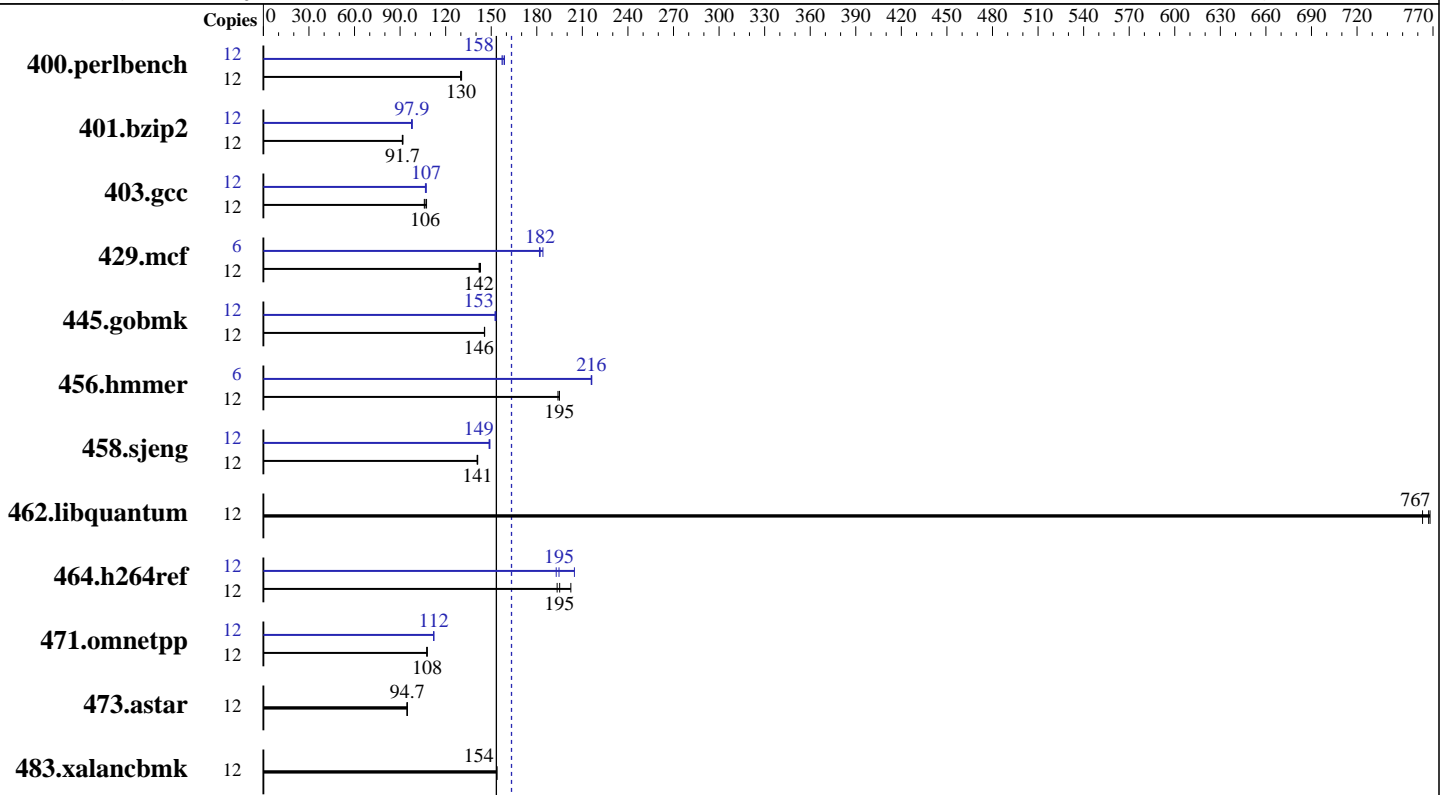 Copies 0 30.0 60.0 90.0 120 150 180 210 240 270 300 330 360 390 420 450 480 510 540 570 600 630 660 690 720 770
400.perlbench 12 158
12 130
401.bzip2 12 97.9
12 91.7
403.gcc 12 107
12 106
429.mcf 6 182
12 142
445.gobmk 12 153
12 146
456.hmmer 6 216
12 195
458.sjeng 12 149
12 141
462.libquantum 12 767
464.h264ref 12 195
12 195
471.omnetpp 12 112
12 108
473.astar 12 94.7
483.xalancbmk 12 154